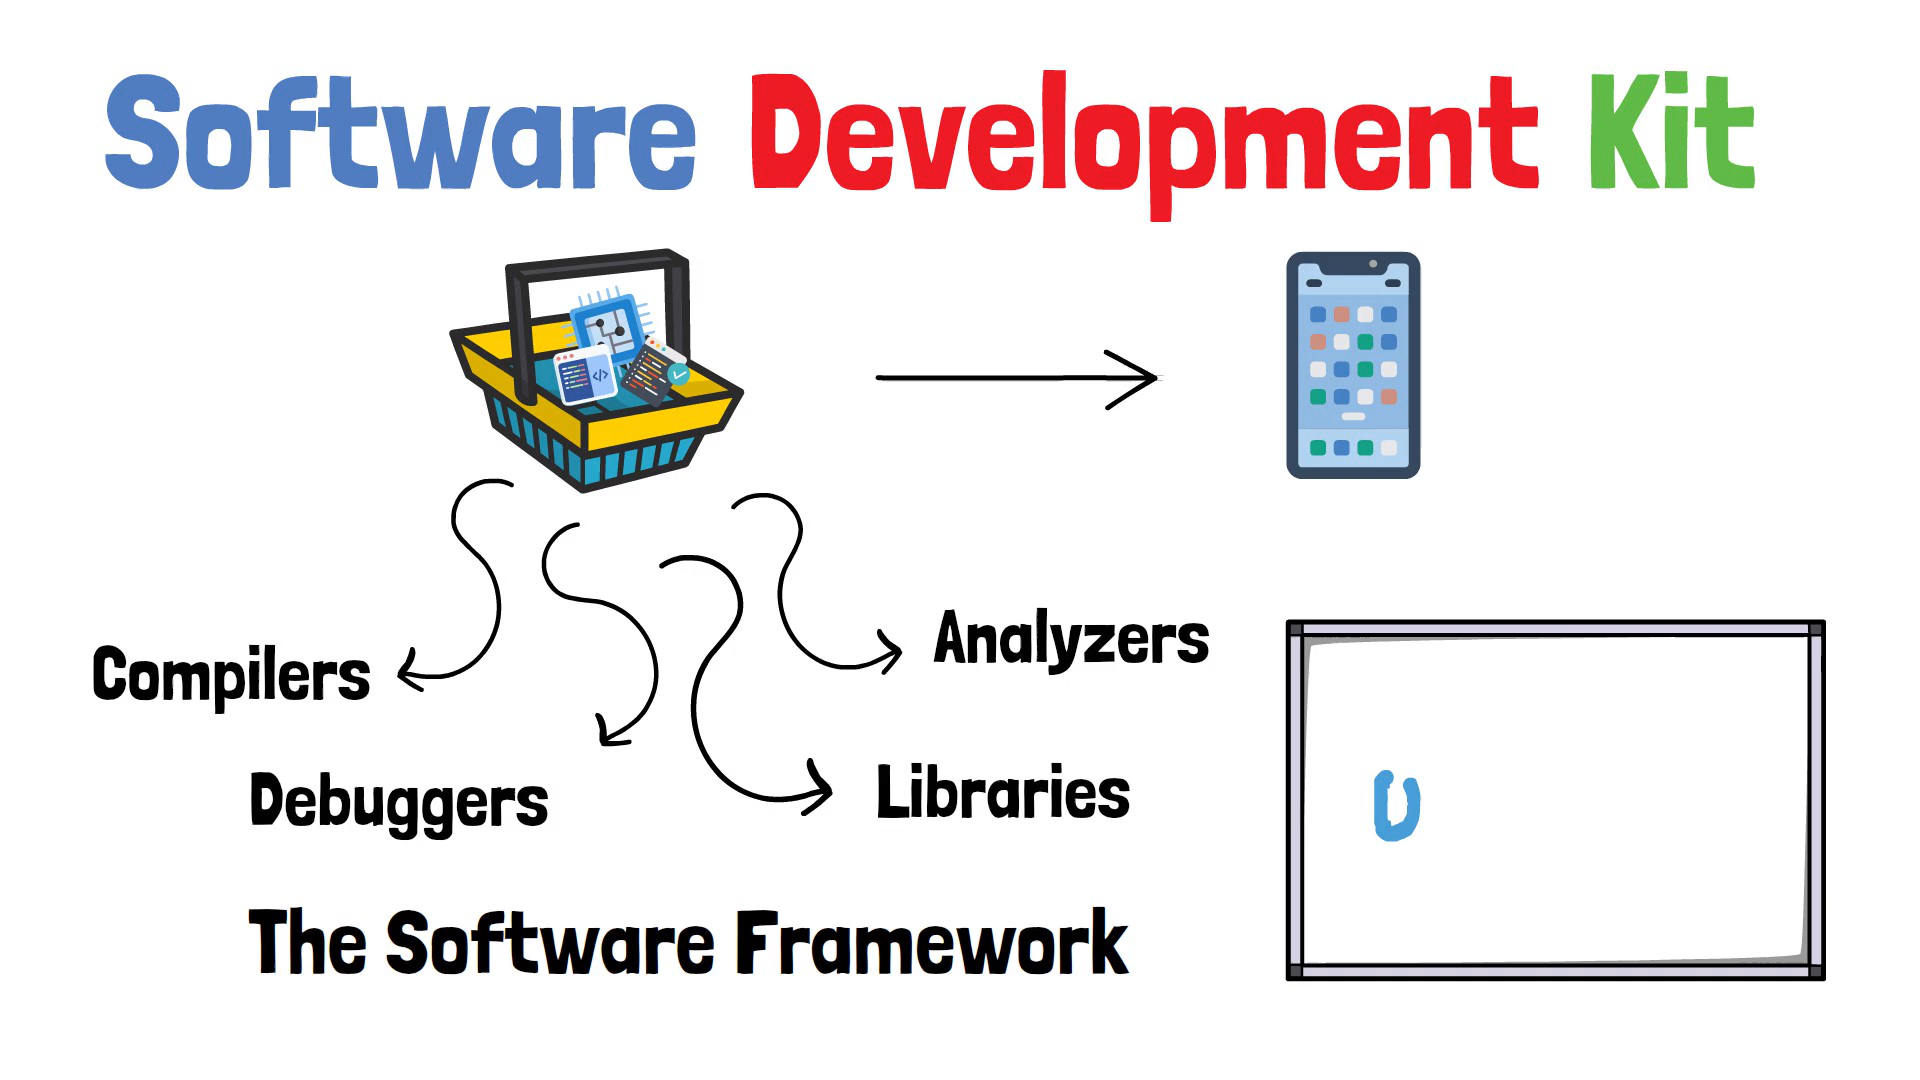 Software Development Kit
Compilers
Analyzers
Debuggers
Libraries
The Software Framework